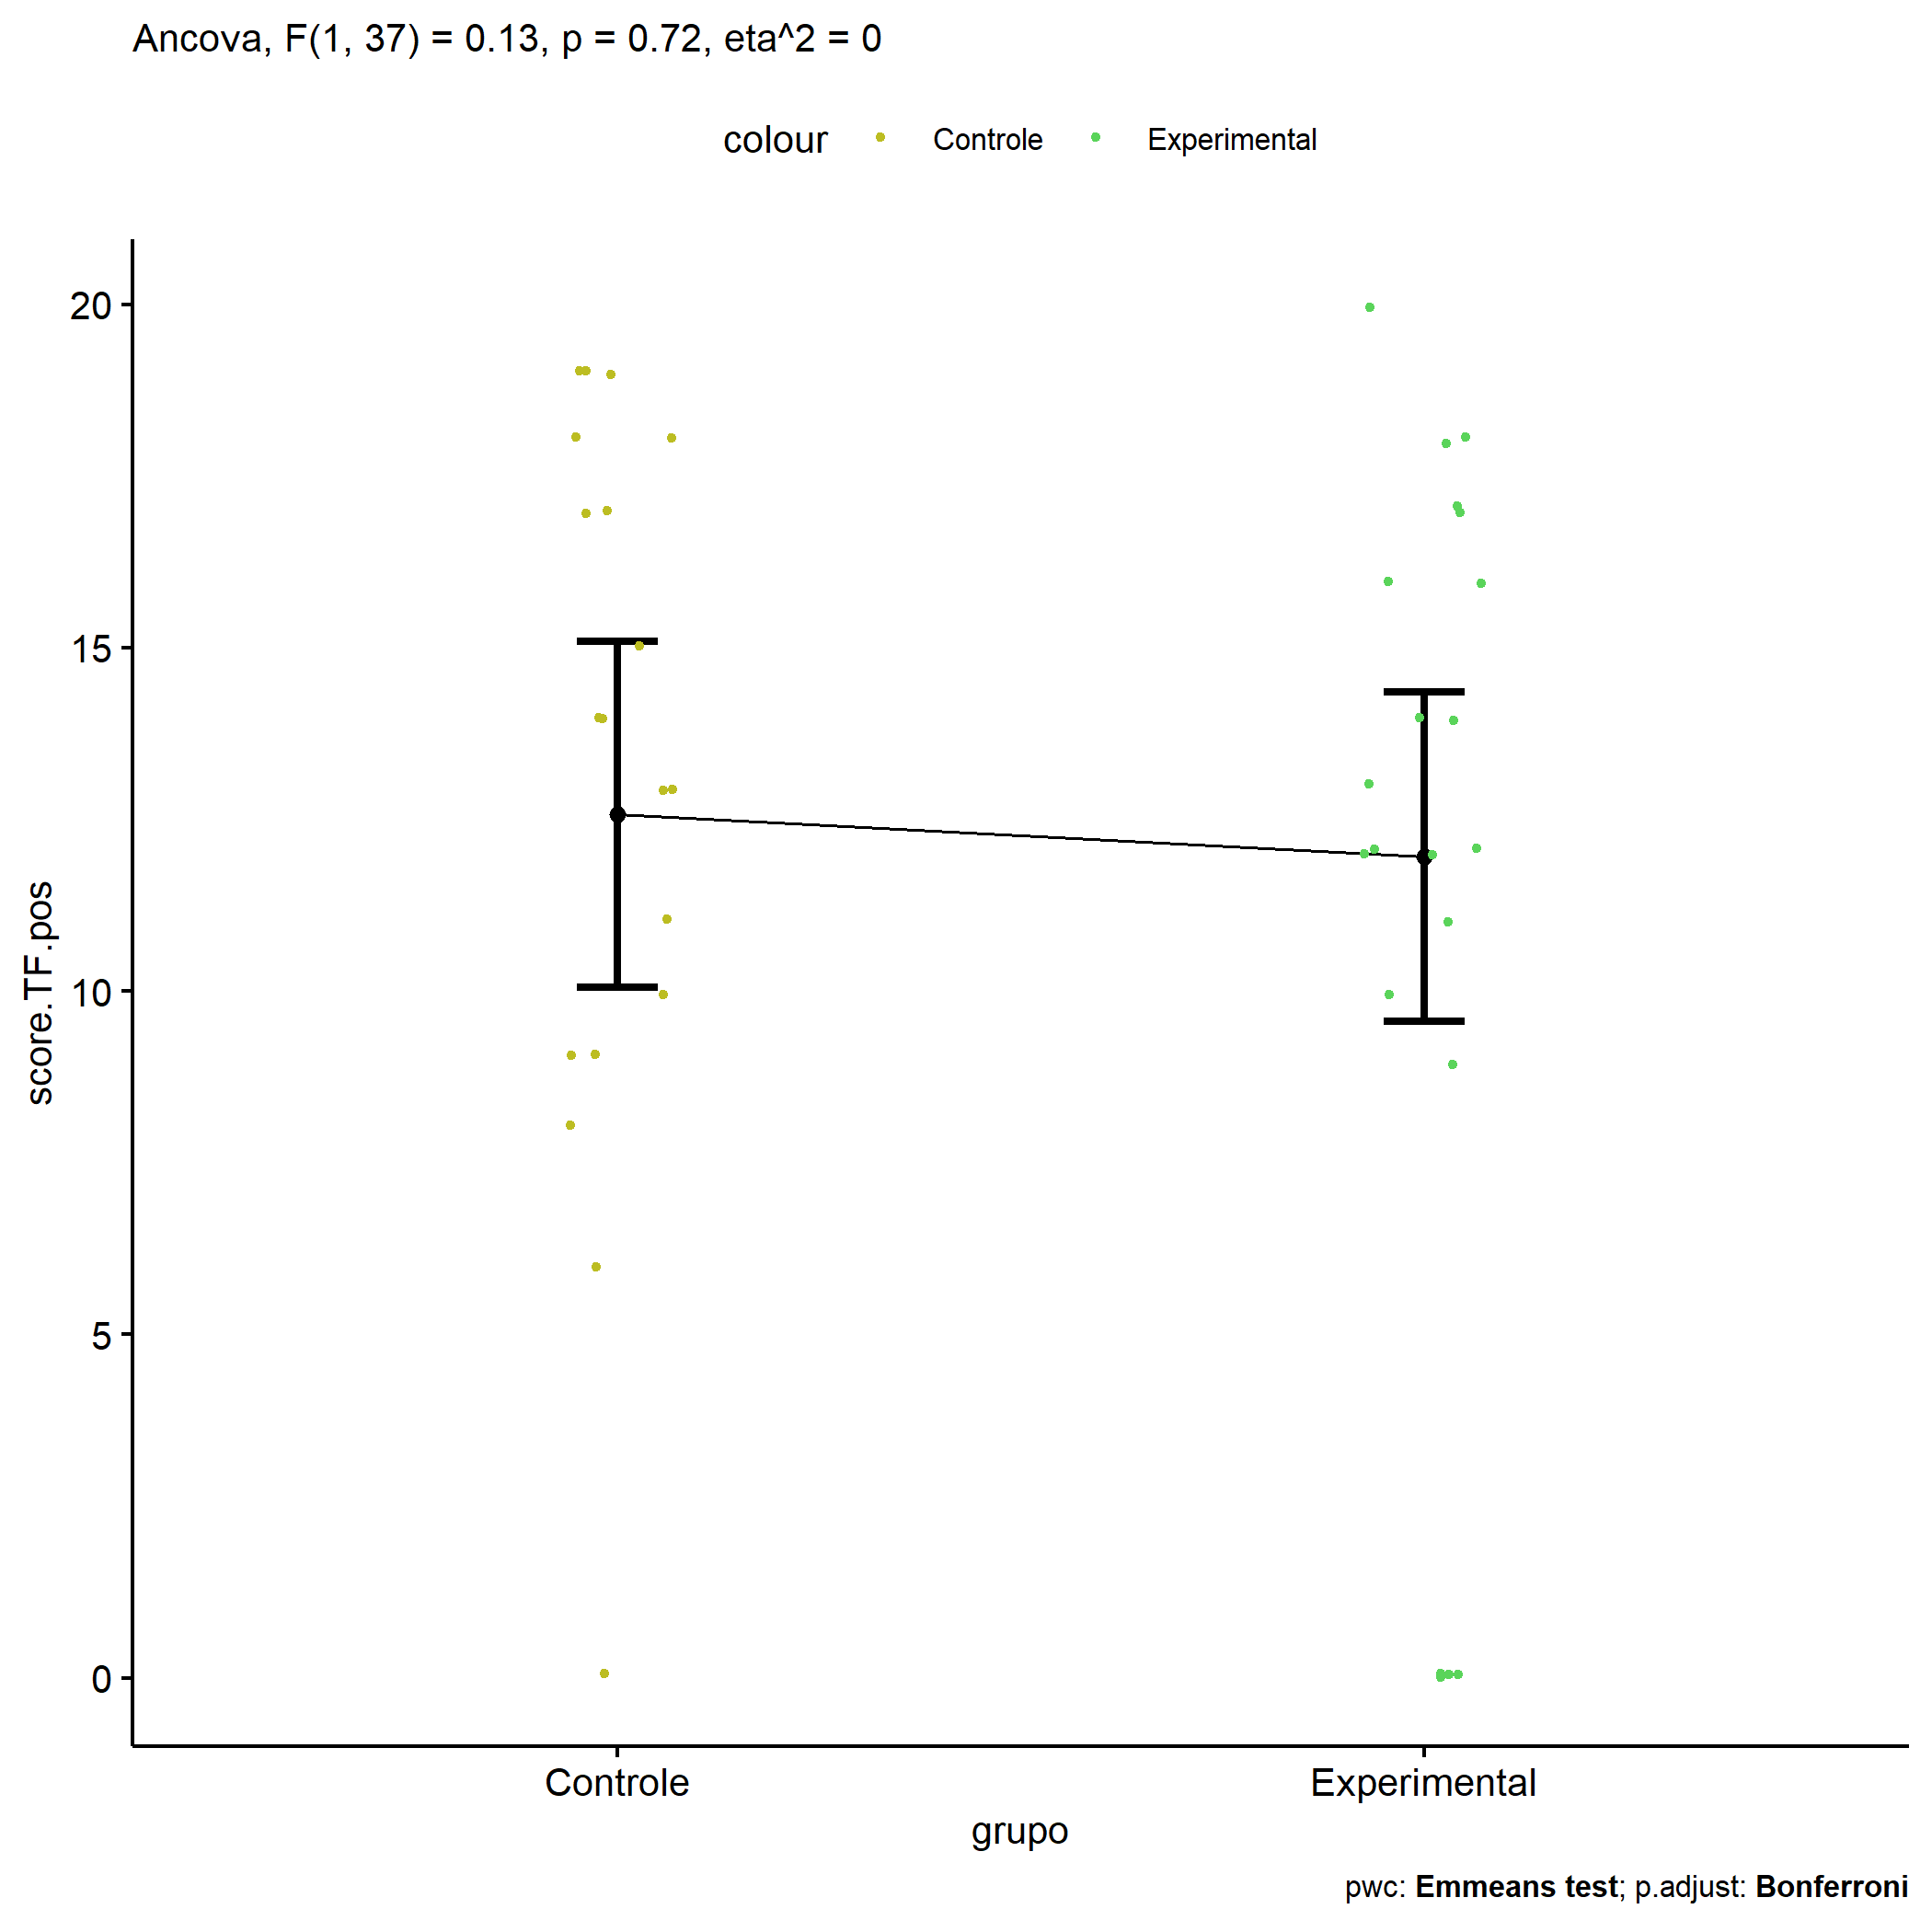 Ancova, F(1, 37) = 0.13, p = 0.72, eta^2 = 0
colour Controle Experimental
20
15
10
5
0
score.TF.pos
Controle Experimental
grupo
pwc: Emmeans test; p.adjust: Bonferroni